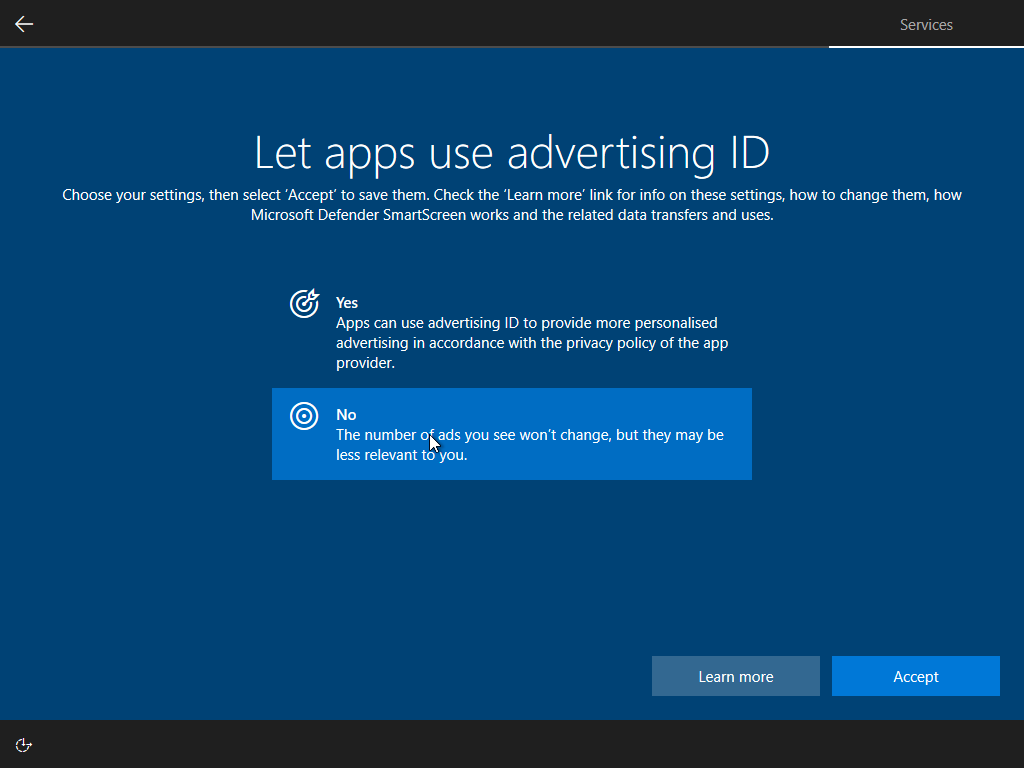 Services
Let apps use advertising ID
Choose your settings, then select ‘Accept’ to save them. Check the ‘Learn more’ link for info on these settings, how to change them, how
Microsoft Defender SmartScreen works and the related data transfers and uses.
Yes
Apps can use advertising ID to provide more personalised
advertising in accordance with the privacy policy of the app
provider.
No
The number of ads you see won’t change, but they may be
less relevant to you.
Learn more
Accept